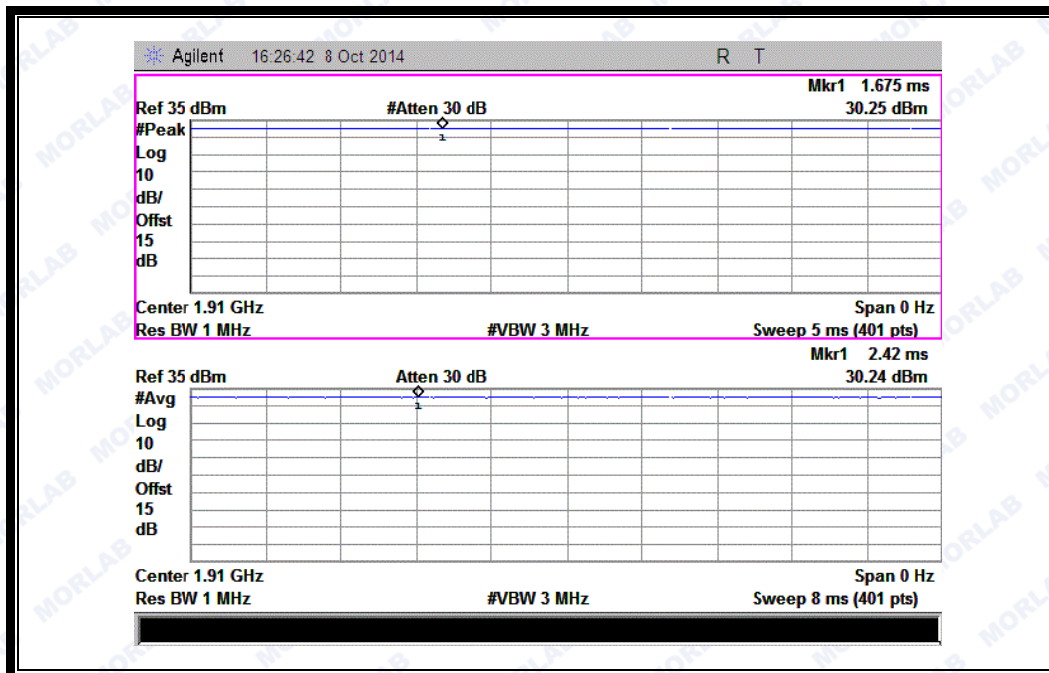 Agilent 16:26:42 8 Oct 2014 R T
Mkr1 1.675 ms
Ref 35 dBm #Atten 30 dB 30.25 dBm
#Peak
1
Log
10
dB/
Offst
15
dB
Center 1.91 GHz Span 0 Hz
Res BW 1 MHz #VBW 3 MHz Sweep 5 ms (401 pts)
Mkr1 2.42 ms
Ref 35 dBm Atten 30 dB 30.24 dBm
#Avg
1
Log
10
dB/
Offst
15
dB
Center 1.91 GHz Span 0 Hz
Res BW 1 MHz #VBW 3 MHz Sweep 8 ms (401 pts)
MORLAB